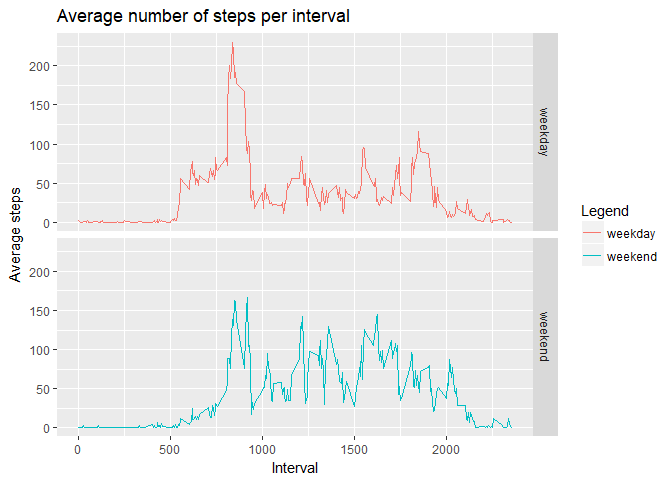 Average number of steps per interval
Average steps
200
150
100
50
0
weekday
200
150
100
50
0
weekend
0
500
1000
1500
2000
Interval
Legend
weekday
weekend